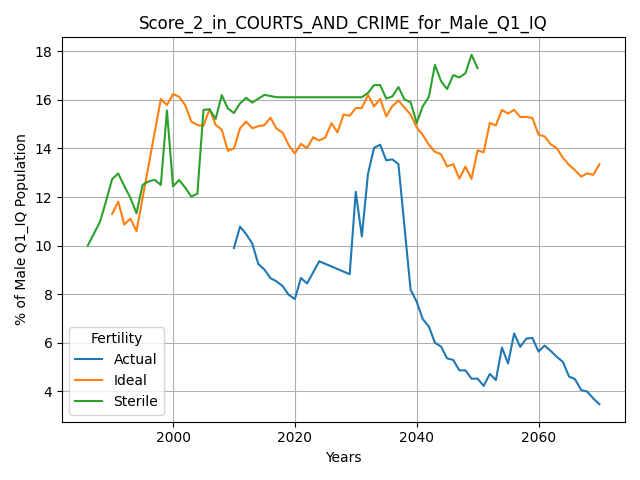 Score_2_in_COURTS_AND_CRIME_for_Male_Q1_IQ
% of Male Q1_IQ Population
18
16
14
12
10
8
6
4
Fertility
Actual
Ideal
Sterile
2000 2020 2040 2060
Years